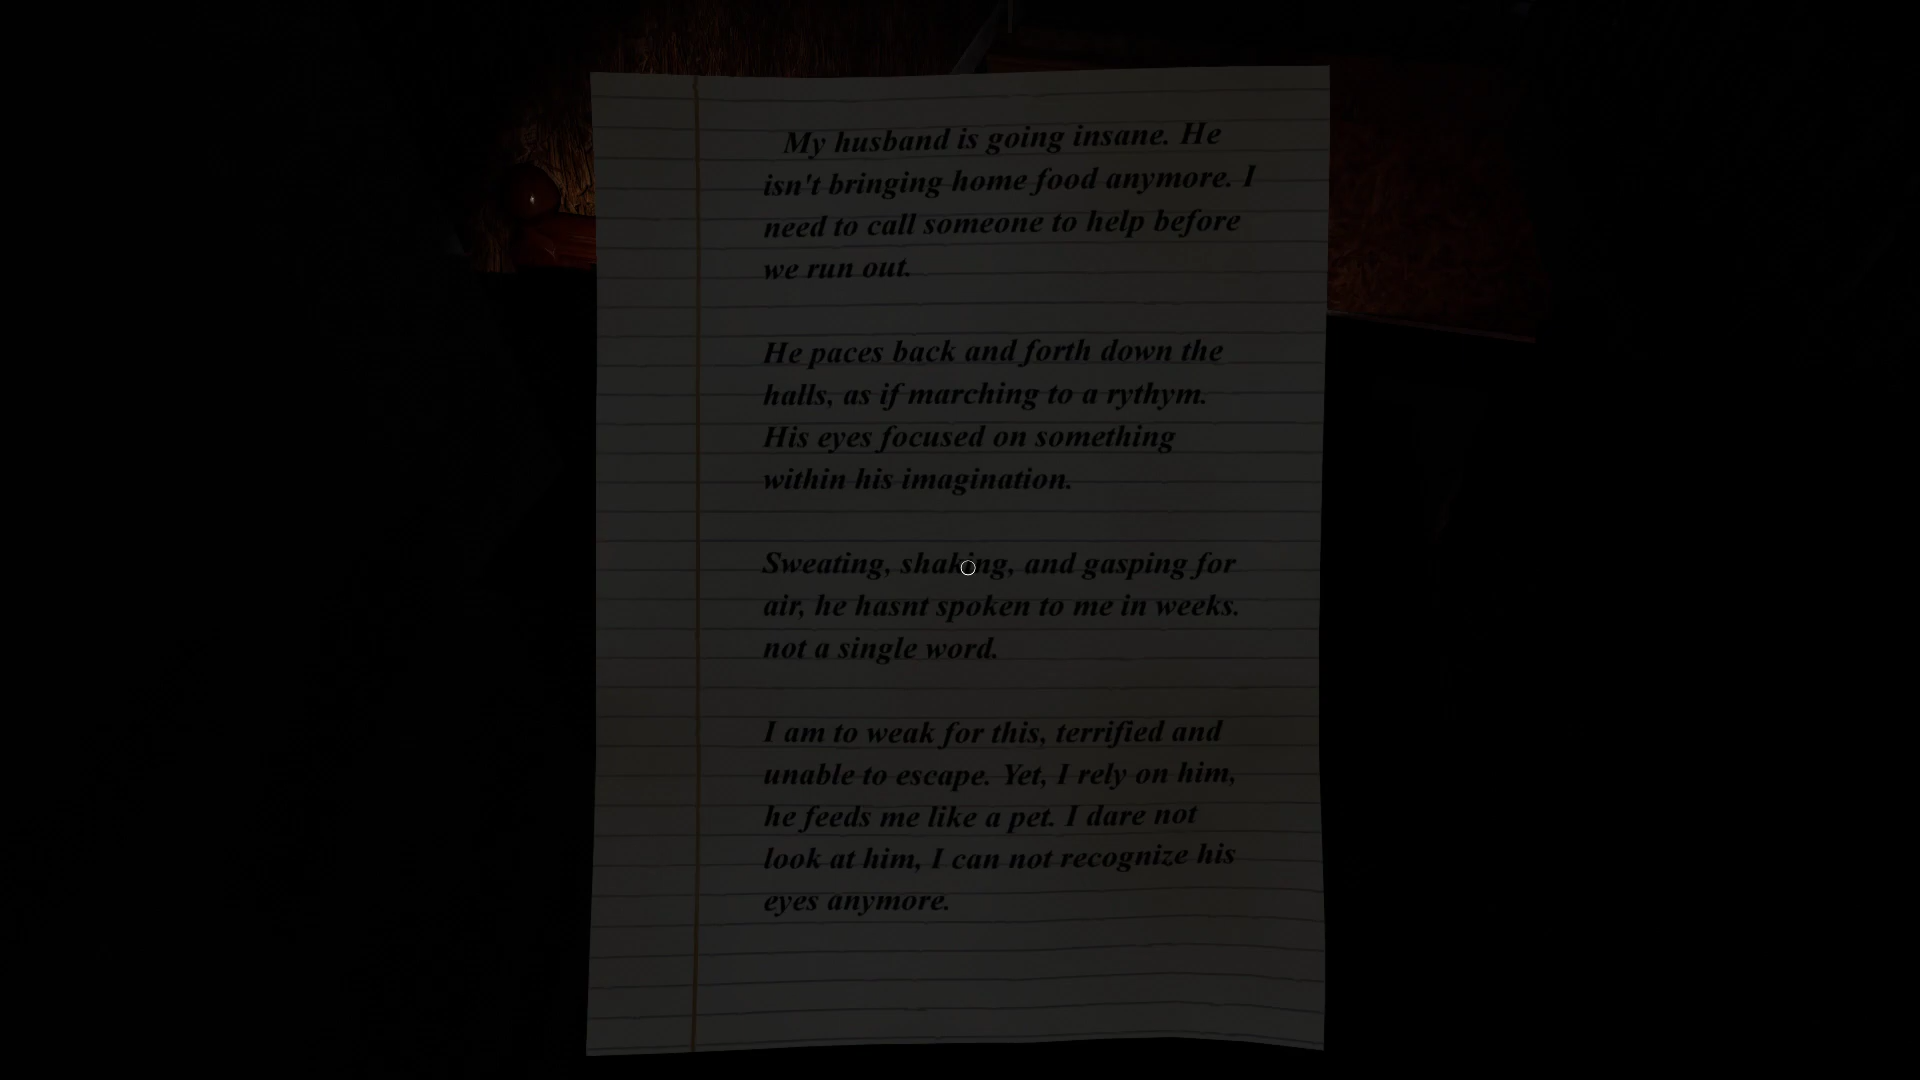 My husband is going insane. He
isn't bringing home food anymore. I
need to call someone to help before
we run out.
He paces back and forth down the
halls, as if marching to a rythym.
His eyes focused on something
within his imagination.
Sweating, shaking, and gasping for
air, he hasnt spoken to me in weeks.
not a single word.
I am to weak for this, terrified and
unable to escape. Yet, I rely on him,
he feeds me like a pet. I dare not
look at him, I can not recognize his
eyes anymore.